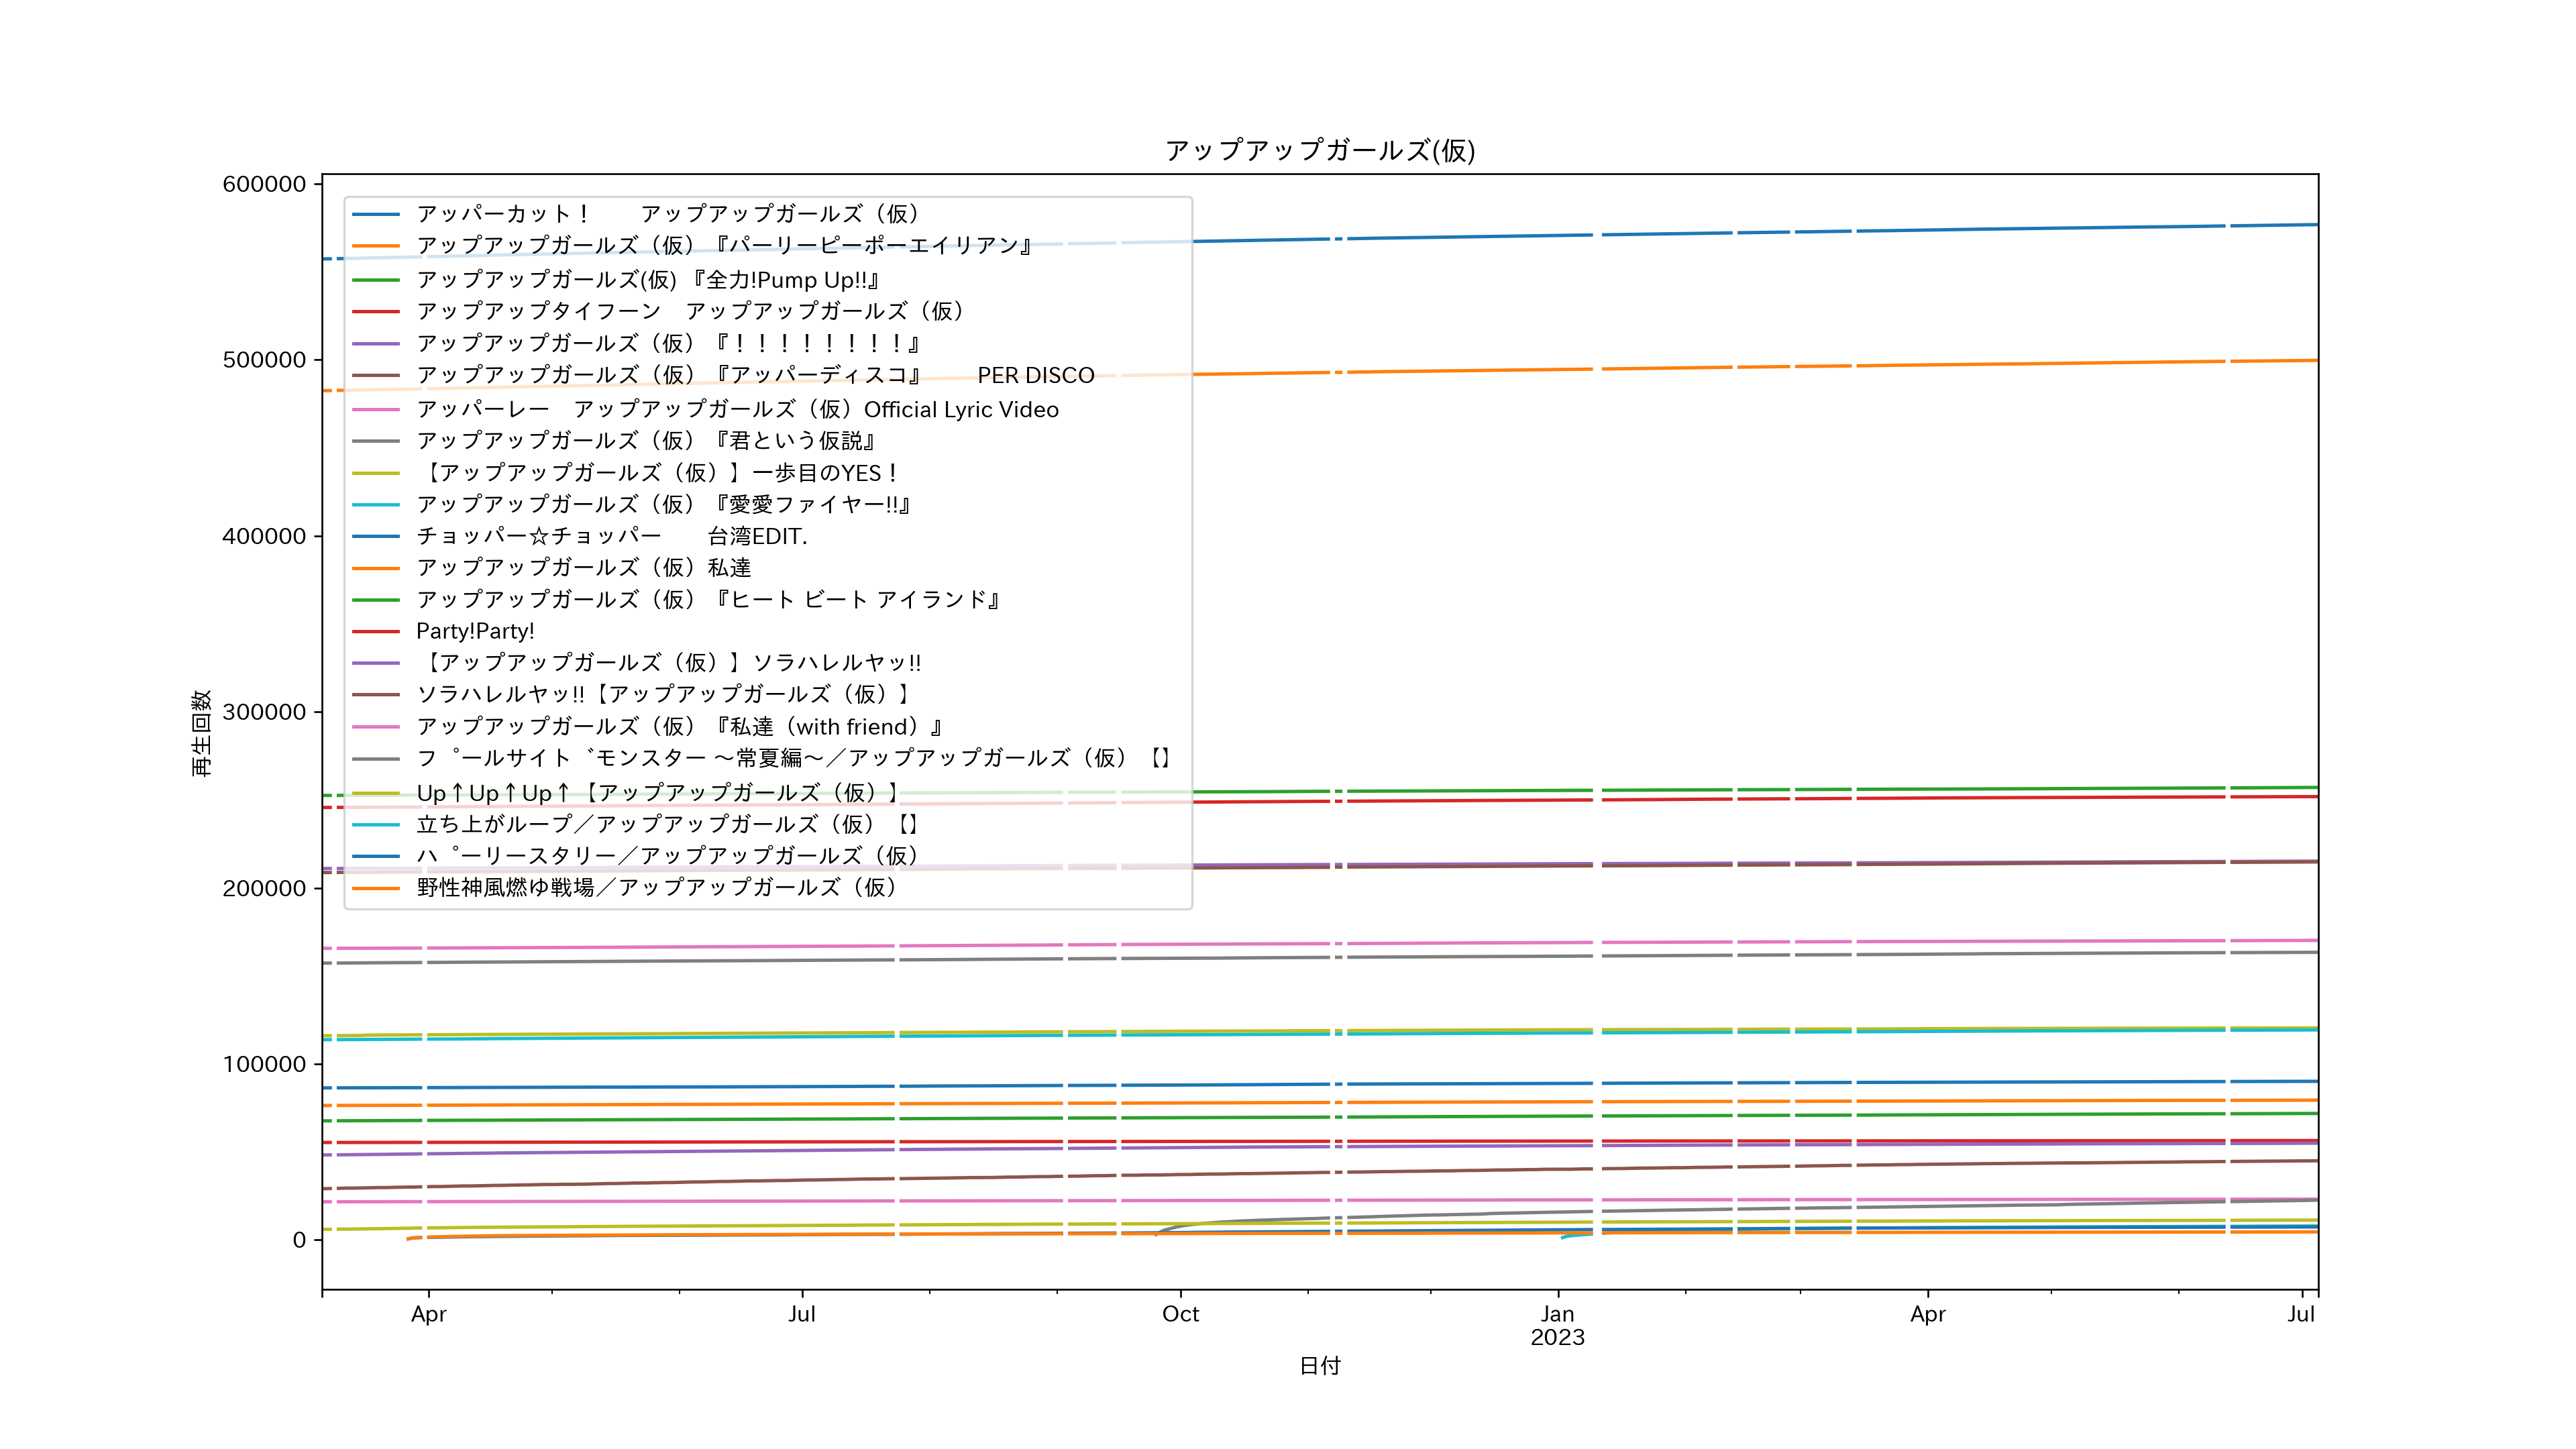 アップアップガールズ(仮)
600000
500000
400000
300000
200000
100000
0
再生回数
アッパーカット！　　アップアップガールズ（仮）
アップアップガールズ（仮）『パーリーピーポーエイリアン』
アップアップガールズ(仮) 『全力!Pump Up!!』
アップアップタイフーン　アップアップガールズ（仮）
アップアップガールズ（仮）『！！！！！！！！』
アップアップガールズ（仮）『アッパーディスコ』　　PER DISCO
アッパーレー　アップアップガールズ（仮）Official Lyric Video
アップアップガールズ（仮）『君という仮説』
【アップアップガールズ（仮）】一歩目のYES！
アップアップガールズ（仮）『愛愛ファイヤー!!』
チョッパー☆チョッパー　　台湾EDIT.
アップアップガールズ（仮）私達
アップアップガールズ（仮）『ヒート ビート アイランド』
Party!Party!
【アップアップガールズ（仮）】ソラハレルヤッ!!
ソラハレルヤッ!!【アップアップガールズ（仮）】
アップアップガールズ（仮）『私達（with friend）』
フ゜ールサイト゛モンスター 〜常夏編〜／アップアップガールズ（仮）【】
Up↑Up↑Up↑【アップアップガールズ（仮）】
立ち上がループ／アップアップガールズ（仮）【】
ハ゜ーリースタリー／アップアップガールズ（仮）
野性神風燃ゆ戦場／アップアップガールズ（仮）
Apr
Jul
Oct
Jan
2023
Apr
Jul
日付